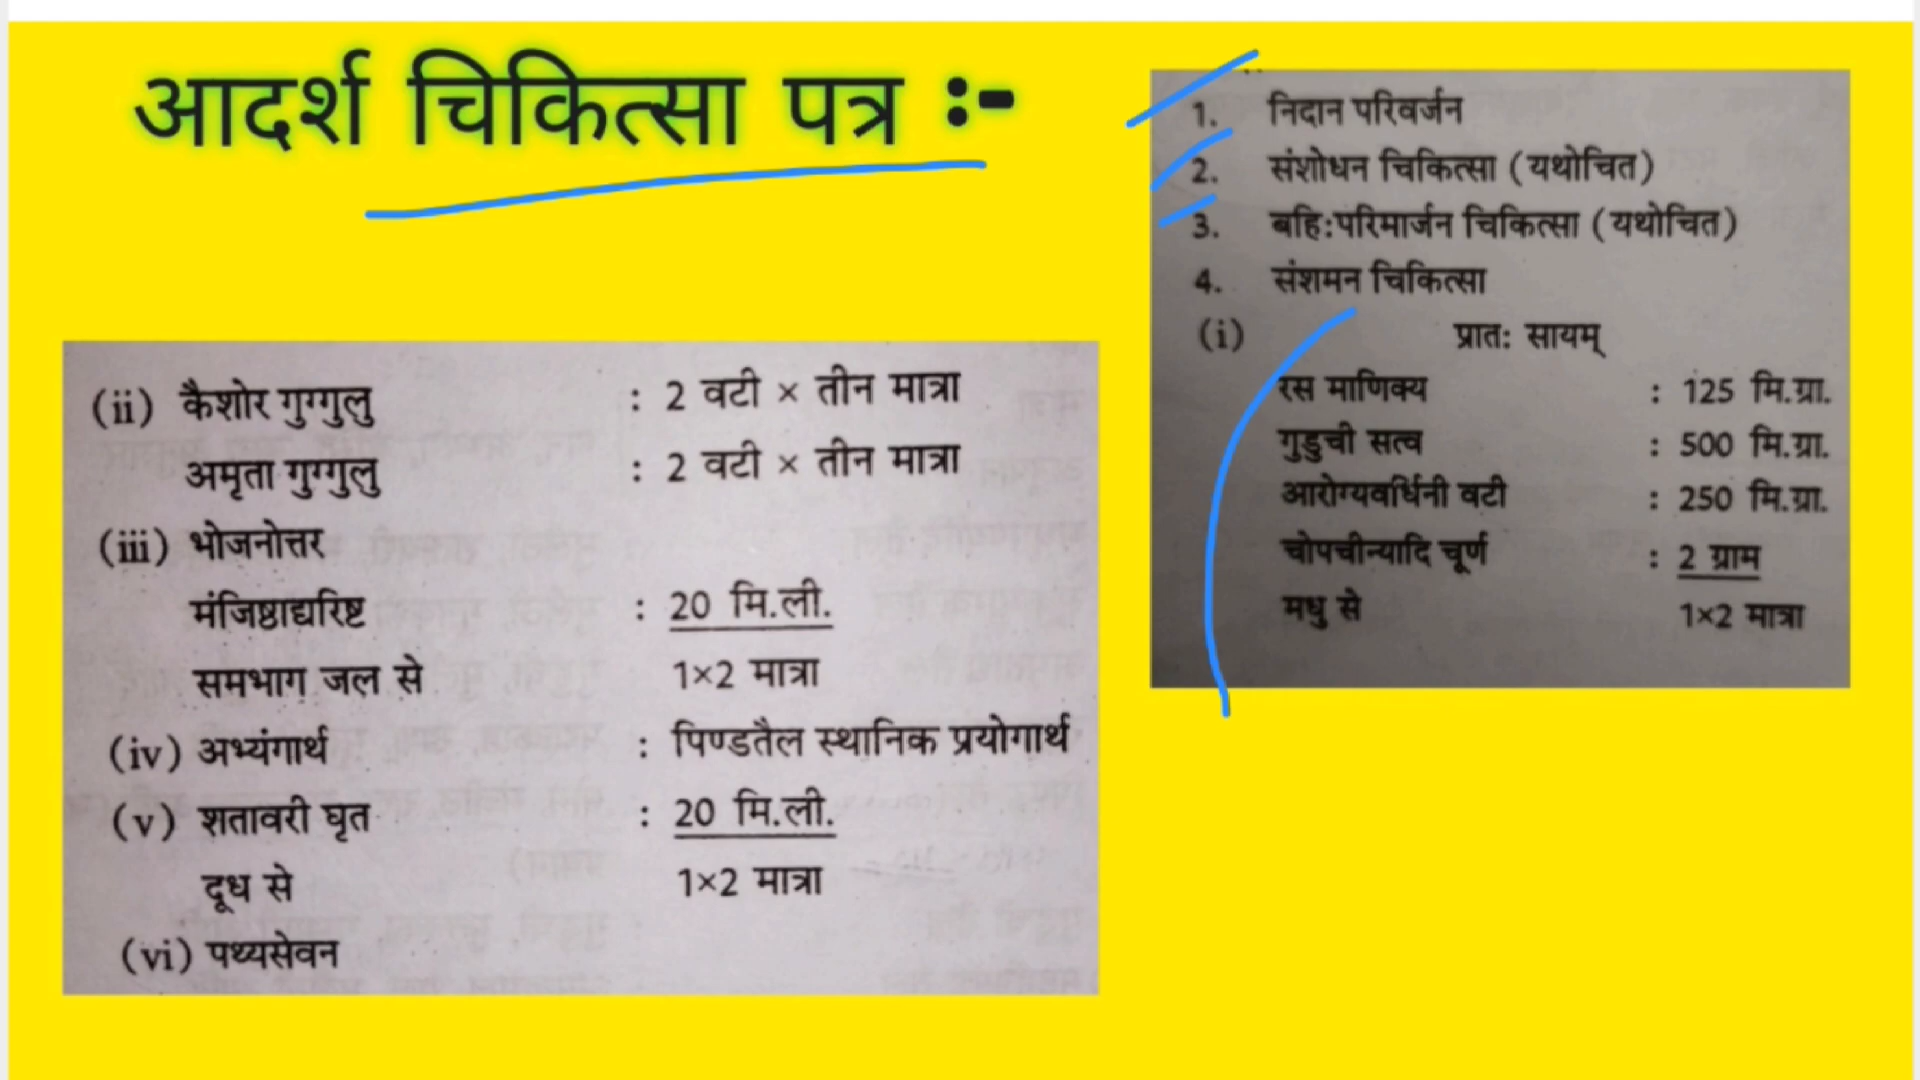 आदर्श चिकित्सा पत्र :-
1. निदान परिवर्जन
2. संशोधन चिकित्सा (यथोचित)
3. बहि:परिमार्जन चिकित्सा (यथोचित)
4. संशमन चिकित्सा
(i) प्रात: सायम्
रस माणिक्य : 125 मि.ग्रा.
गुडुची सत्व : 500 मि.ग्रा.
आरोग्यवर्धिनी वटी : 250 मि.ग्रा.
चोपचीन्यादि चूर्ण : 2 ग्राम
मधु से 1×2 मात्रा
(ii) कैशोर गुग्गुलु : 2 वटी × तीन मात्रा
अमृता गुग्गुलु : 2 वटी × तीन मात्रा
(iii) भोजनोत्तर
मंजिष्ठाद्यरिष्ट : 20 मि.ली.
समभाग जल से 1×2 मात्रा
(iv) अभ्यंगार्थ : पिण्डतैल स्थानिक प्रयोगार्थ
(v) शतावरी घृत : 20 मि.ली.
दूध से 1×2 मात्रा
(vi) पथ्यसेवन